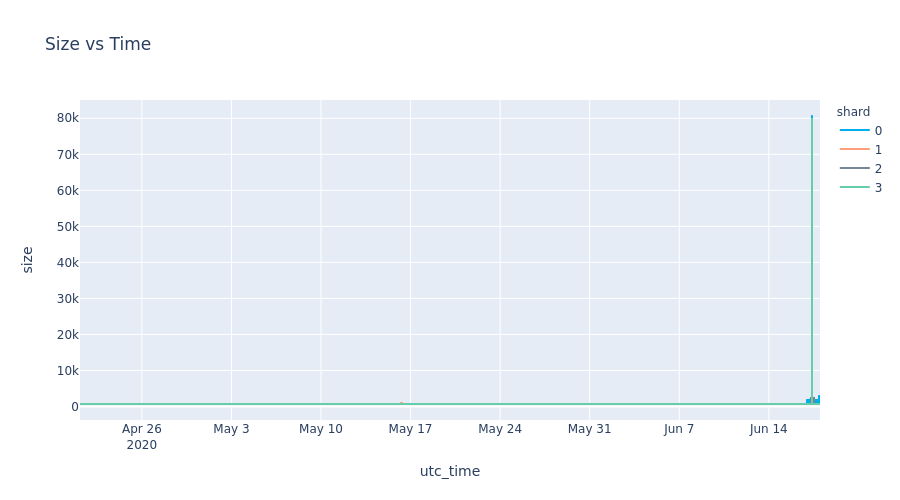 Size vs Time
shard
0
1
2
3
80k
70k
60k
50k
40k
30k
20k
10k
0
size
Apr 26
2020
May 3
May 10
May 17
May 24
May 31
Jun 7
Jun 14
utc_time